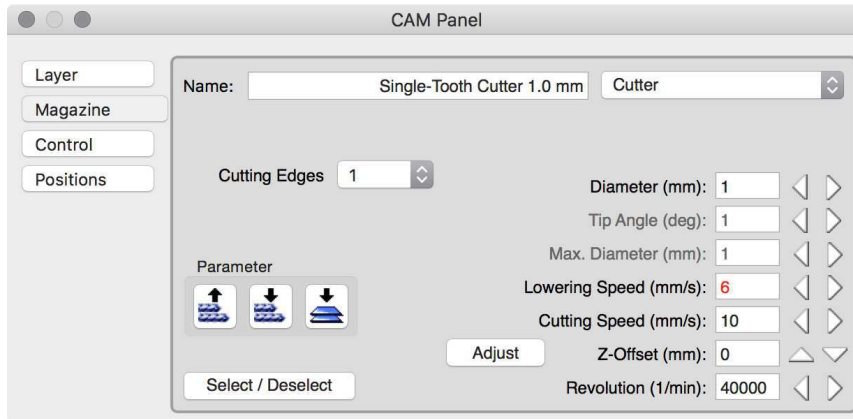 CAM Panel
Layer
Magazine
Control
Positions
Name: Single-Tooth Cutter 1.0 mm Cutter
Cutting Edges 1
Diameter (mm): 1
Tip Angle (deg): 1
Max. Diameter (mm): 1
Parameter
Lowering Speed (mm/s): 6
Cutting Speed (mm/s): 10
Adjust Z-Offset (mm): 0
Select / Deselect Revolution (1/min): 40000